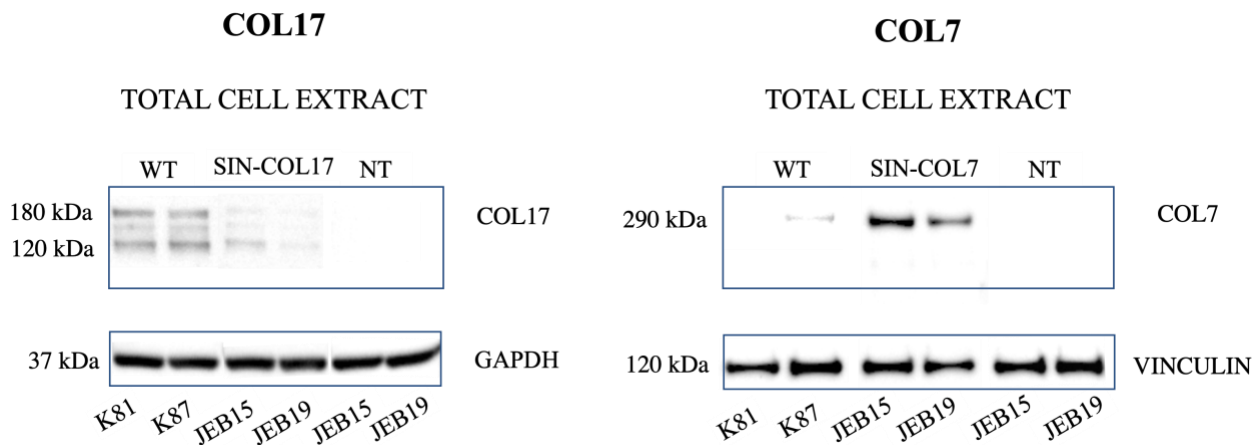 COL17
TOTAL CELL EXTRACT
WT SIN-COL17 NT
180 kDa COL17
120 kDa
37 kDa GAPDH
K81 K87 JEB15 JEB19 JEB15 JEB19
COL7
TOTAL CELL EXTRACT
WT SIN-COL7 NT
290 kDa COL7
120 kDa VINCULIN
K81 K87 JEB15 JEB19 JEB15 JEB19